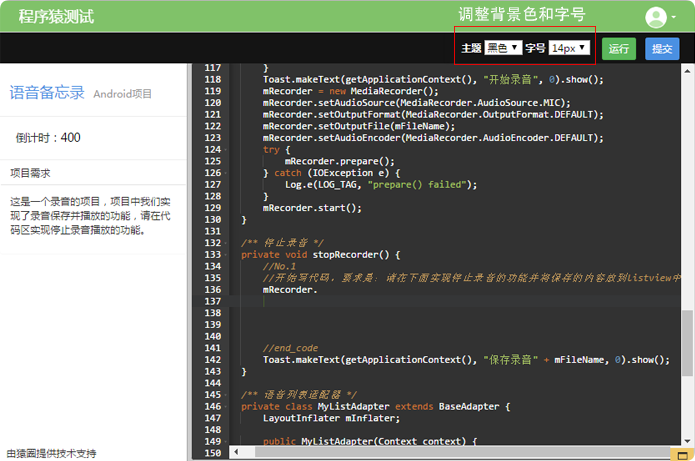 程序猿测试
调整背景色和字号
主题 黑色 字号 14px 运行 提交
语音备忘录 Android项目
倒计时：400
项目需求
这是一个录音的项目，项目中我们实
现了录音保存并播放的功能，请在代
码区实现停止录音播放的功能。
由猿圈提供技术支持
117 }
118 Toast.makeText(getApplicationContext(), "开始录音", 0).show();
119 mRecorder = new MediaRecorder();
120 mRecorder.setAudioSource(MediaRecorder.AudioSource.MIC);
121 mRecorder.setOutputFormat(MediaRecorder.OutputFormat.DEFAULT);
122 mRecorder.setOutputFile(mFileName);
123 mRecorder.setAudioEncoder(MediaRecorder.AudioEncoder.DEFAULT);
124 try {
125 mRecorder.prepare();
126 } catch (IOException e) {
127 Log.e(LOG_TAG, "prepare() failed");
128 }
129 mRecorder.start();
130 }
131
132 /** 停止录音 */
133 private void stopRecorder() {
134 //No.1
135 //开始写代码，要求是：请在下面实现停止录音的功能并将保存的内容放到listview中
136 mRecorder.
137
138
139
140
141 //end_code
142 Toast.makeText(getApplicationContext(), "保存录音" + mFileName, 0).show();
143 }
144
145 /** 语音列表适配器 */
146 private class MyListAdapter extends BaseAdapter {
147 LayoutInflater mInflater;
148
149 public MyListAdapter(Context context) {
150